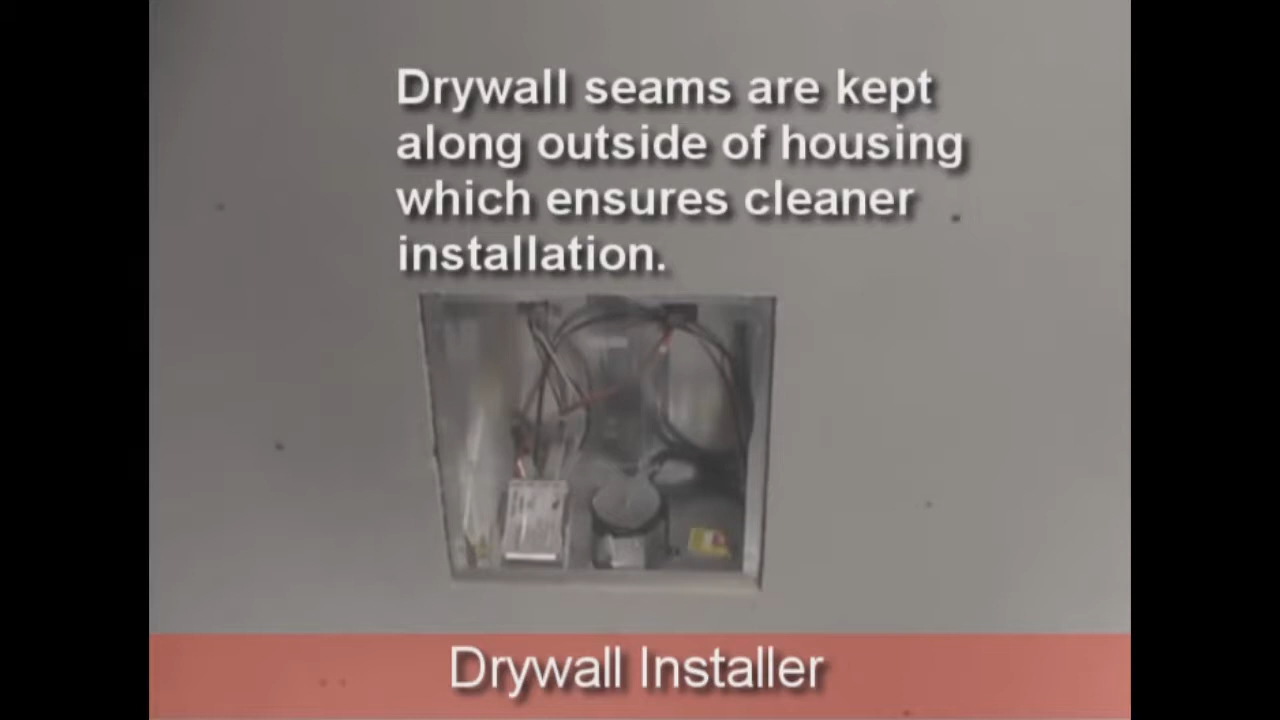 Drywall seams are kept
along outside of housing
which ensures cleaner
installation.
Drywall Installer